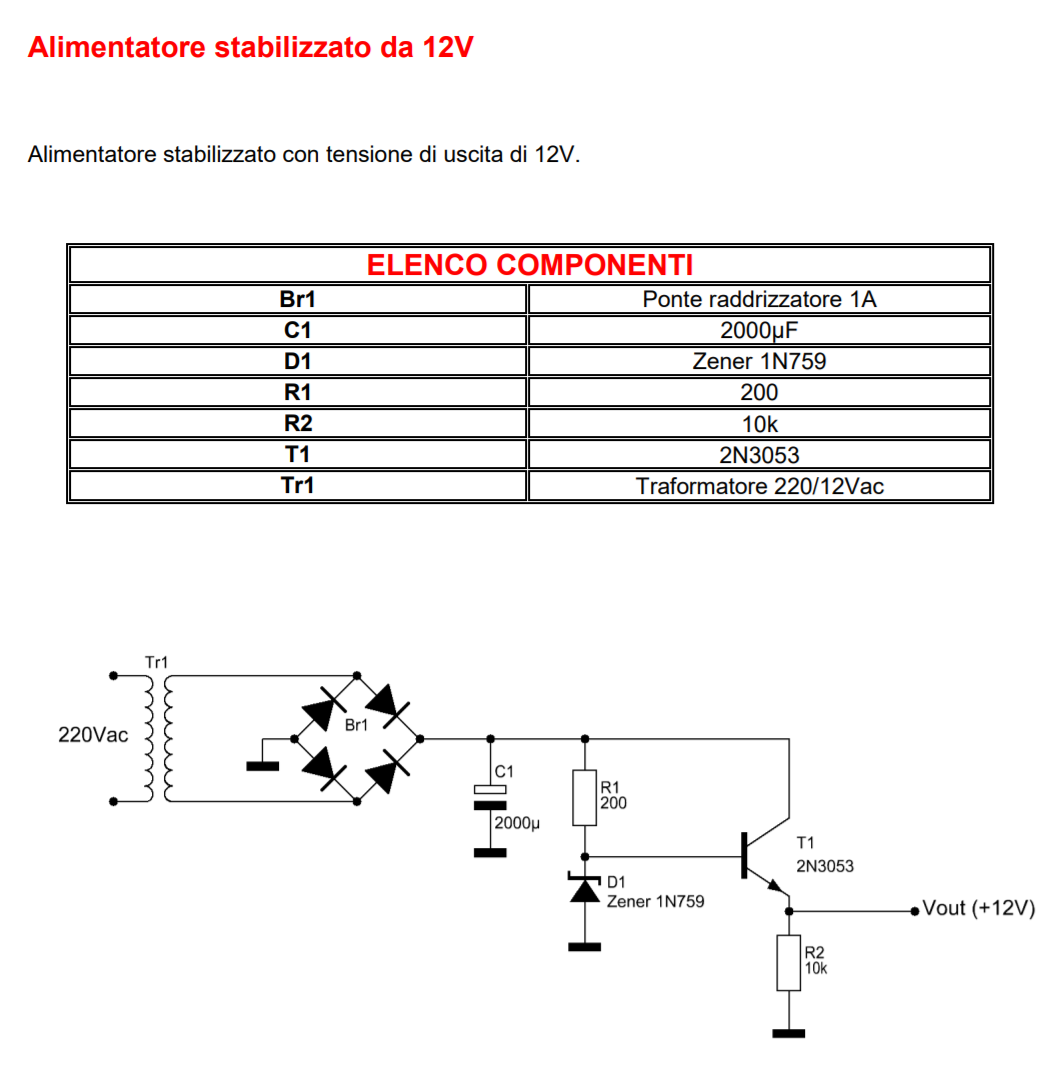 Alimentatore stabilizzato da 12V
Alimentatore stabilizzato con tensione di uscita di 12V.
ELENCO COMPONENTI
Br1 Ponte raddrizzatore 1A
C1 2000µF
D1 Zener 1N759
R1 200
R2 10k
T1 2N3053
Tr1 Traformatore 220/12Vac
Tr1
220Vac
Br1
C1
2000µ
R1
200
D1
Zener 1N759
T1
2N3053
Vout (+12V)
R2
10k